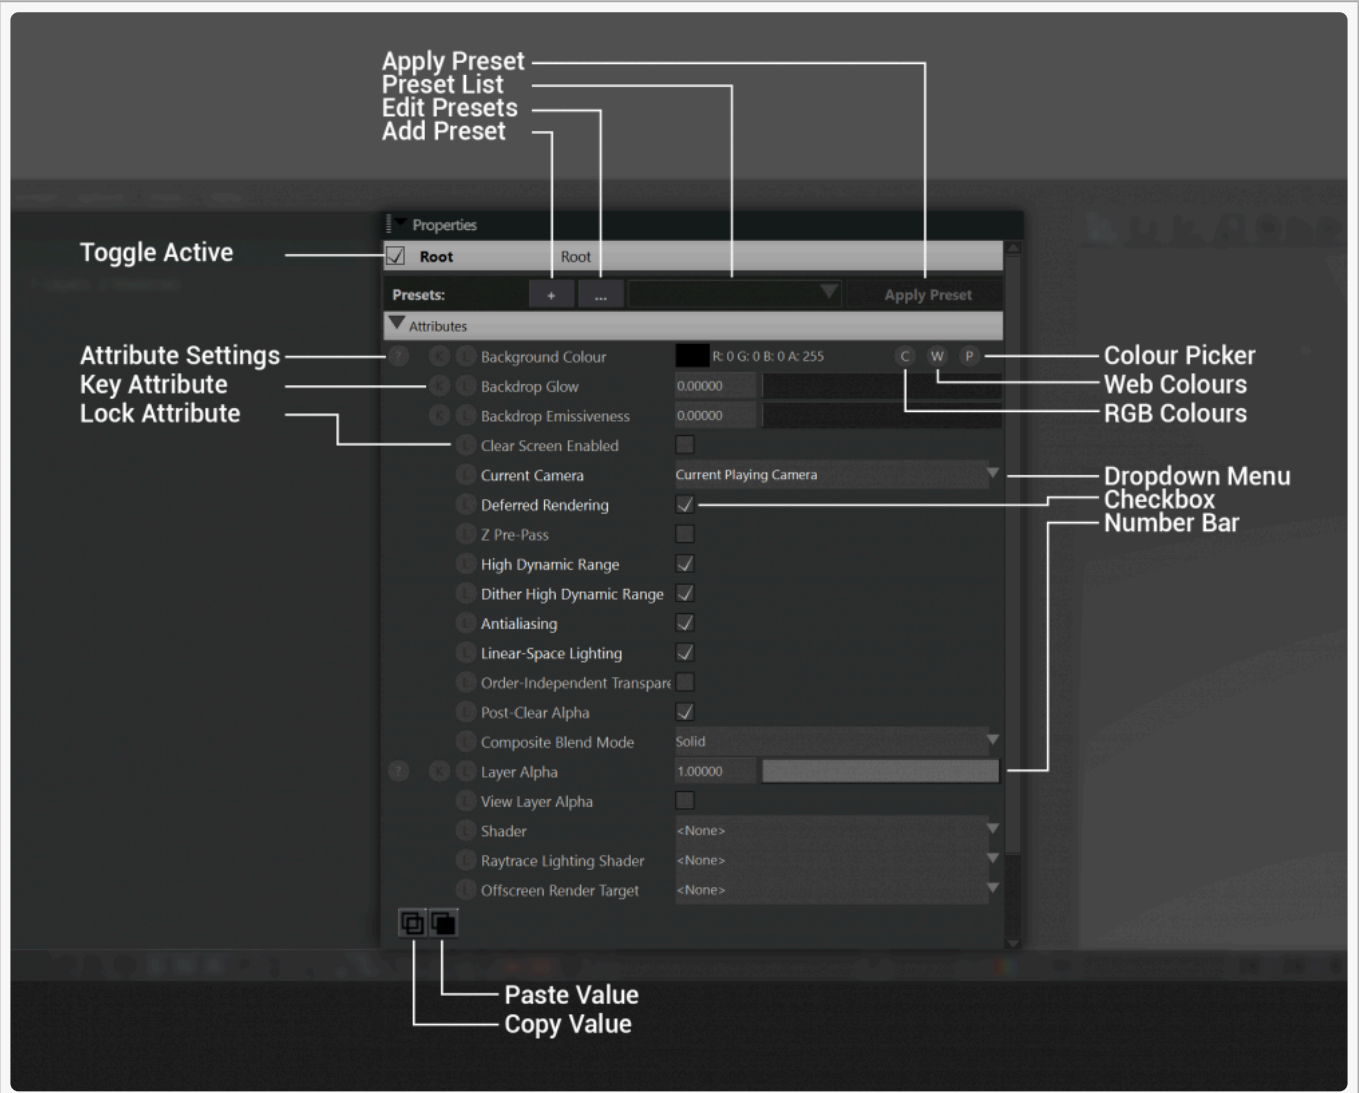 Apply Preset
Preset List
Edit Presets
Add Preset
Properties
Toggle Active
Root Root
Presets: + ... Apply Preset
Attributes
Attribute Settings
Key Attribute
Lock Attribute
? K L Background Colour R: 0 G: 0 B: 0 A: 255 C W P
K L Backdrop Glow 0.00000
K L Backdrop Emissiveness 0.00000
L Clear Screen Enabled
L Current Camera Current Playing Camera
L Deferred Rendering
L Z Pre-Pass
L High Dynamic Range
L Dither High Dynamic Range
L Antialiasing
L Linear-Space Lighting
L Order-Independent Transpare
L Post-Clear Alpha
L Composite Blend Mode Solid
? K L Layer Alpha 1.00000
L View Layer Alpha
L Shader <None>
L Raytrace Lighting Shader <None>
L Offscreen Render Target <None>
Colour Picker
Web Colours
RGB Colours
Dropdown Menu
Checkbox
Number Bar
Paste Value
Copy Value